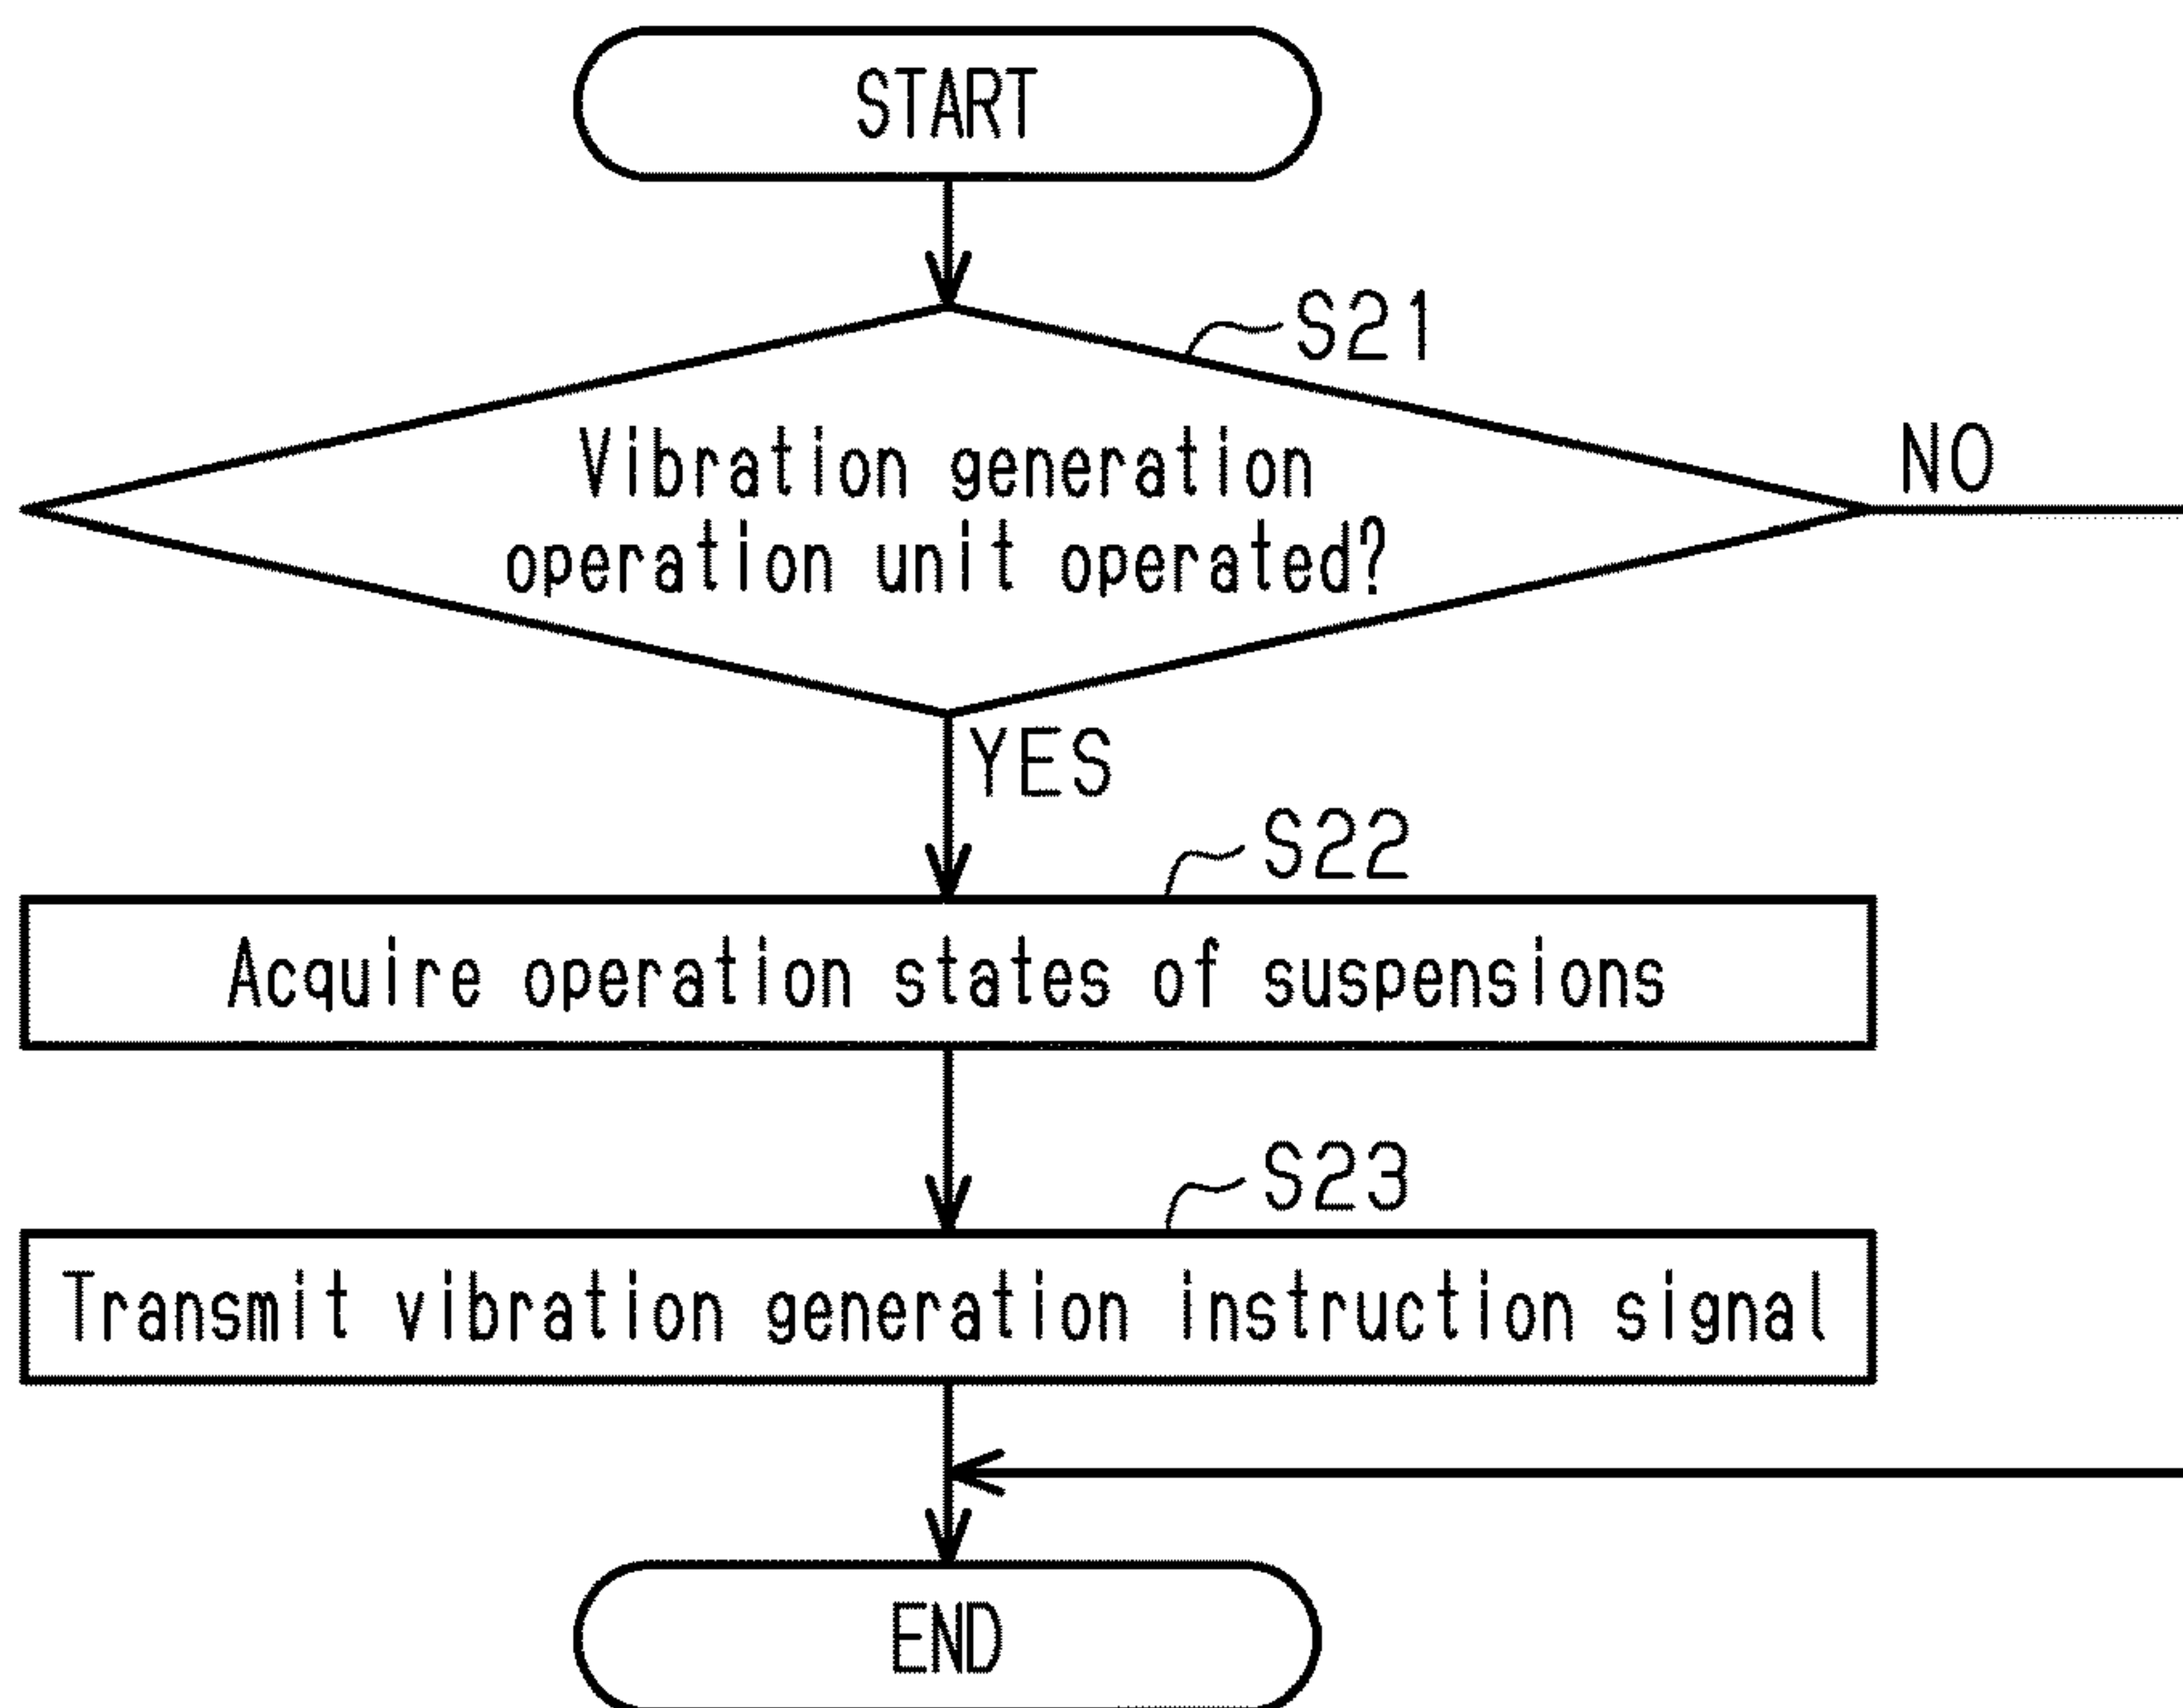 START
S21
Vibration generation
operation unit operated?
NO
YES
S22
Acquire operation states of suspensions
S23
Transmit vibration generation instruction signal
END